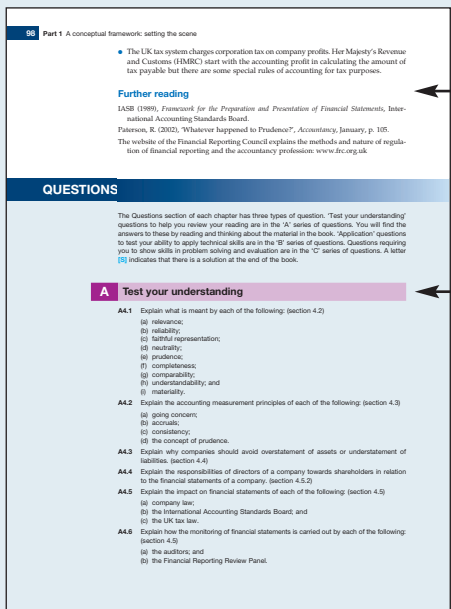 98 Part 1 A conceptual framework: setting the scene
• The UK tax system charges corporation tax on company profits. Her Majesty's Revenue
and Customs (HMRC) start with the accounting profit in calculating the amount of
tax payable but there are some special rules of accounting for tax purposes.
Further reading
IASB (1989), Framework for the Preparation and Presentation of Financial Statements, Inter-
national Accounting Standards Board.
Paterson, R. (2002), 'Whatever happened to Prudence?', Accountancy, January, p. 105.
The website of the Financial Reporting Council explains the methods and nature of regula-
tion of financial reporting and the accountancy profession: www.frc.org.uk
QUESTIONS
The Questions section of each chapter has three types of question. 'Test your understanding'
questions to help you review your reading are in the 'A' series of questions. You will find the
answers to these by reading and thinking about the material in the book. 'Application' questions
to test your ability to apply technical skills are in the 'B' series of questions. Questions requiring
you to show skills in problem solving and evaluation are in the 'C' series of questions. A letter
[S] indicates that there is a solution at the end of the book.
A Test your understanding
A4.1 Explain what is meant by each of the following: (section 4.2)
(a) relevance;
(b) reliability;
(c) faithful representation;
(d) neutrality;
(e) prudence;
(f) completeness;
(g) comparability;
(h) understandability; and
(i) materiality.
A4.2 Explain the accounting measurement principles of each of the following: (section 4.3)
(a) going concern;
(b) accruals;
(c) consistency;
(d) the concept of prudence.
A4.3 Explain why companies should avoid overstatement of assets or understatement of
liabilities. (section 4.4)
A4.4 Explain the responsibilities of directors of a company towards shareholders in relation
to the financial statements of a company. (section 4.5.2)
A4.5 Explain the impact on financial statements of each of the following: (section 4.5)
(a) company law;
(b) the International Accounting Standards Board; and
(c) the UK tax law.
A4.6 Explain how the monitoring of financial statements is carried out by each of the following:
(section 4.5)
(a) the auditors; and
(b) the Financial Reporting Review Panel.